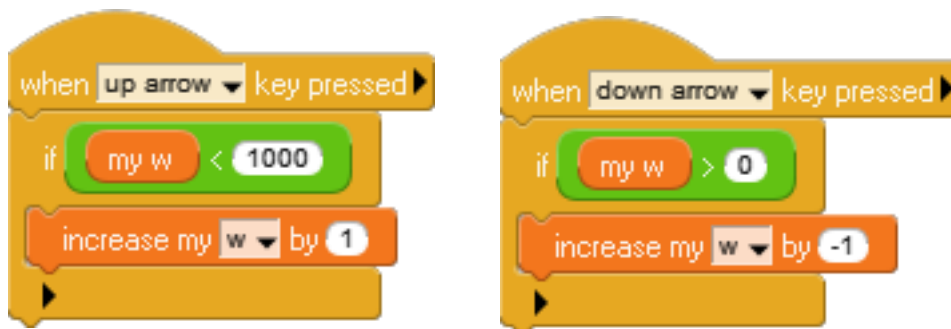 when up arrow key pressed
if my w < 1000
increase my w by 1
when down arrow key pressed
if my w > 0
increase my w by -1